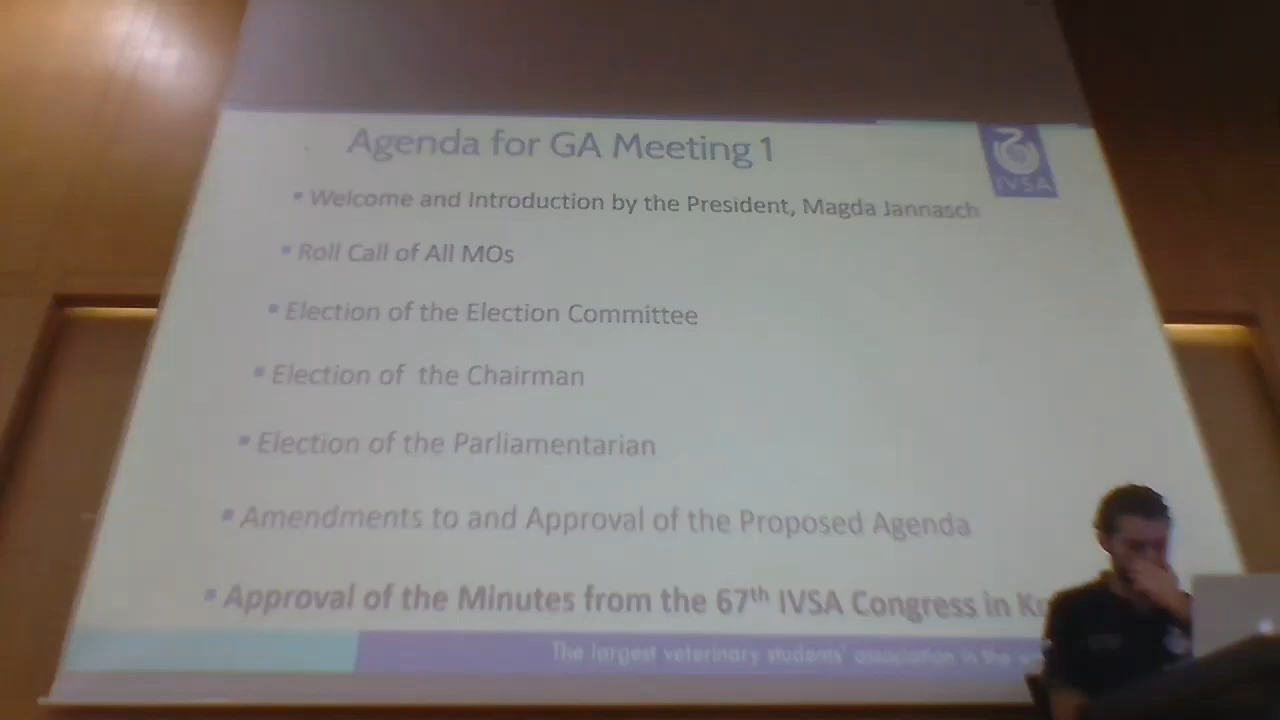 Agenda for GA Meeting 1
IVSA
▪ Welcome and Introduction by the President, Magda Jannasch
▪ Roll Call of All MOs
▪ Election of the Election Committee
▪ Election of the Chairman
▪ Election of the Parliamentarian
▪ Amendments to and Approval of the Proposed Agenda
▪ Approval of the Minutes from the 67th IVSA Congress in
The largest veterinary students' association in the